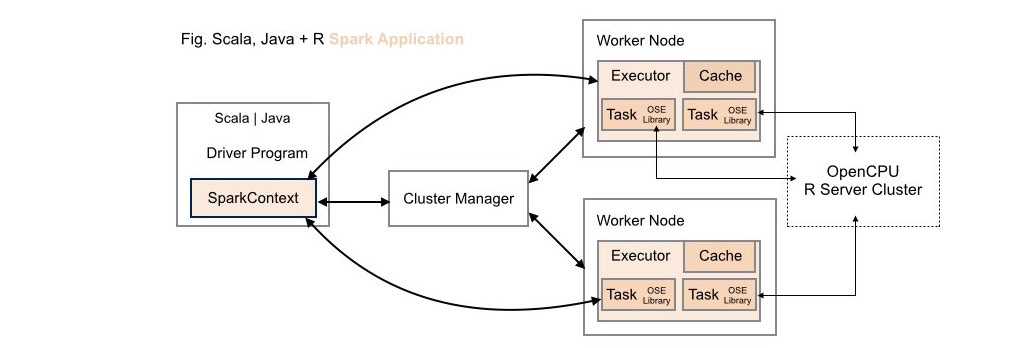 Fig. Scala, Java + R Spark Application
Scala | Java
Driver Program
SparkContext
Cluster Manager
Worker Node
Executor
Cache
Task OSE Library
Task OSE Library
Worker Node
Executor
Cache
Task OSE Library
Task OSE Library
OpenCPU
R Server Cluster